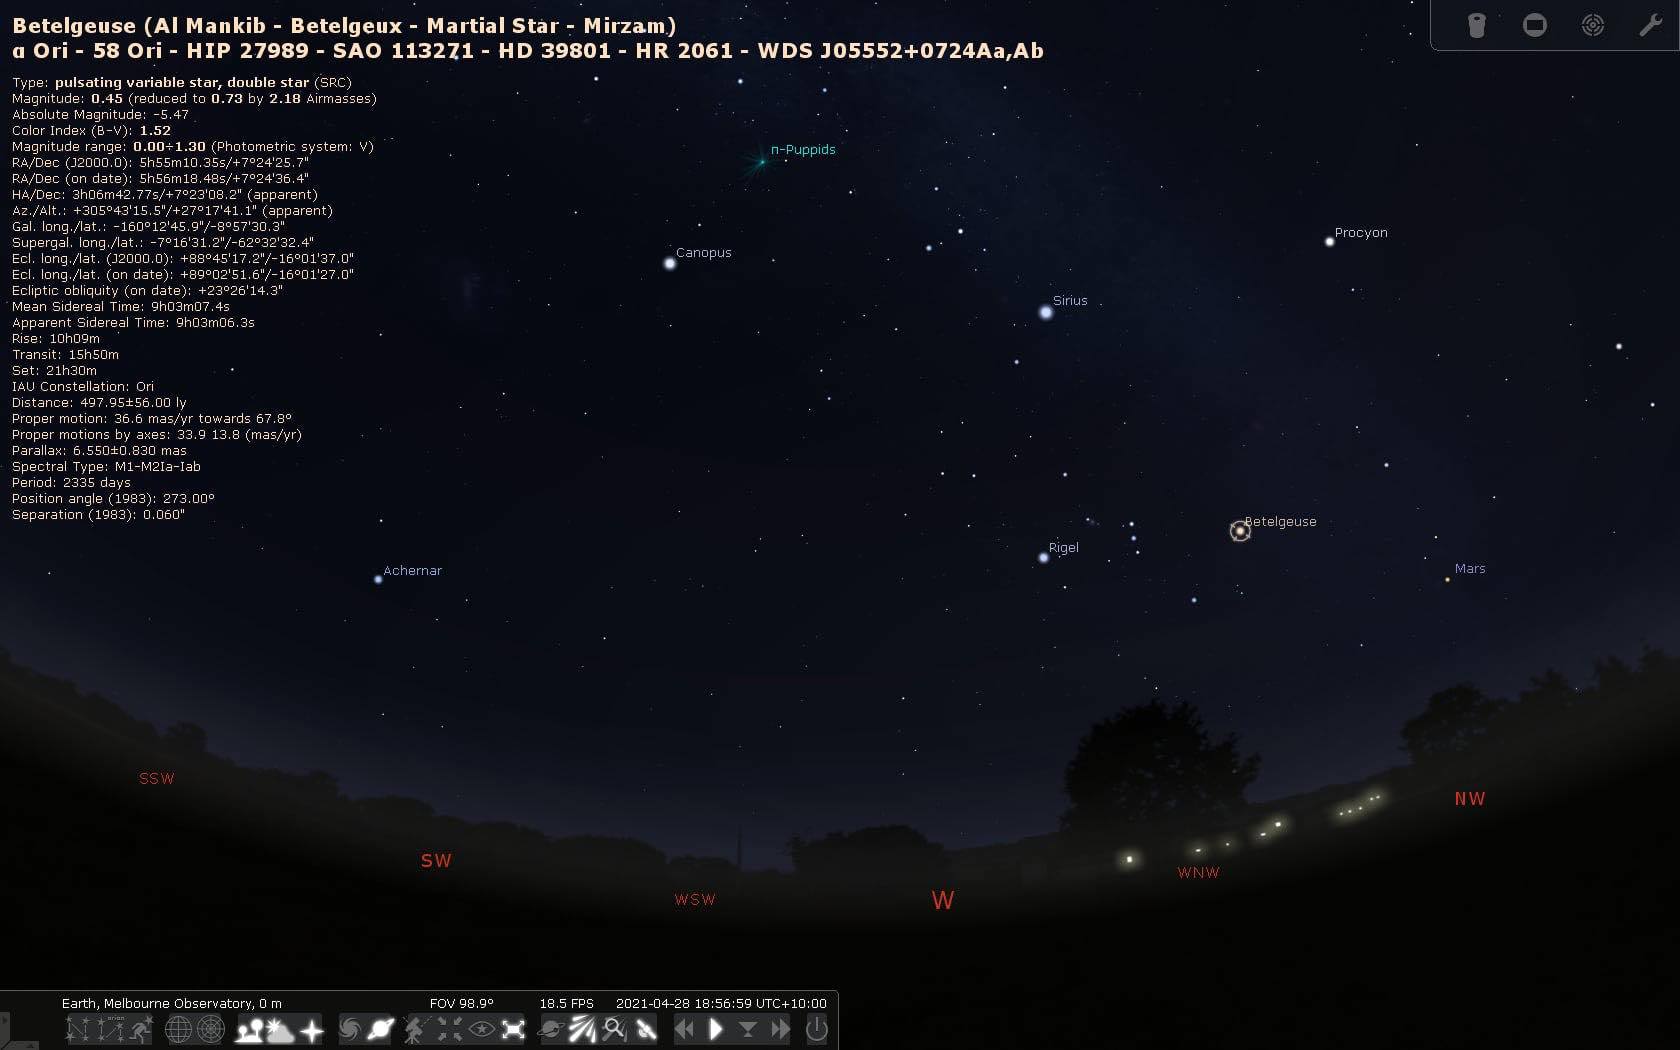 Betelgeuse (Al Mankib - Betelgeux - Martial Star - Mirzam)
α Ori - 58 Ori - HIP 27989 - SAO 113271 - HD 39801 - HR 2061 - WDS J05552+0724Aa,Ab
Type: pulsating variable star, double star (SRC)
Magnitude: 0.45 (reduced to 0.73 by 2.18 Airmasses)
Absolute Magnitude: -5.47
Color Index (B-V): 1.52
Magnitude range: 0.00÷1.30 (Photometric system: V)
RA/Dec (J2000.0): 5h55m10.35s/+7°24'25.7"
RA/Dec (on date): 5h56m18.48s/+7°24'36.4"
HA/Dec: 3h06m42.77s/+7°23'08.2" (apparent)
Az./Alt.: +305°43'15.5"/+27°17'41.1" (apparent)
Gal. long./lat.: -160°12'45.9"/-8°57'30.3"
Supergal. long./lat.: -7°16'31.2"/-62°32'32.4"
Ecl. long./lat. (J2000.0): +88°45'17.2"/-16°01'37.0"
Ecl. long./lat. (on date): +89°02'51.6"/-16°01'27.0"
Ecliptic obliquity (on date): +23°26'14.3"
Mean Sidereal Time: 9h03m07.4s
Apparent Sidereal Time: 9h03m06.3s
Rise: 10h09m
Transit: 15h50m
Set: 21h30m
IAU Constellation: Ori
Distance: 497.95±56.00 ly
Proper motion: 36.6 mas/yr towards 67.8°
Proper motions by axes: 33.9 13.8 (mas/yr)
Parallax: 6.550±0.830 mas
Spectral Type: M1-M2Ia-Iab
Period: 2335 days
Position angle (1983): 273.00°
Separation (1983): 0.060"
π-Puppids
Procyon
Canopus
Sirius
Betelgeuse
Rigel
Mars
Achernar
SSW
NW
SW
WNW
WSW
W
Earth, Melbourne Observatory, 0 m
FOV 98.9°
18.5 FPS
2021-04-28 18:56:59 UTC+10:00